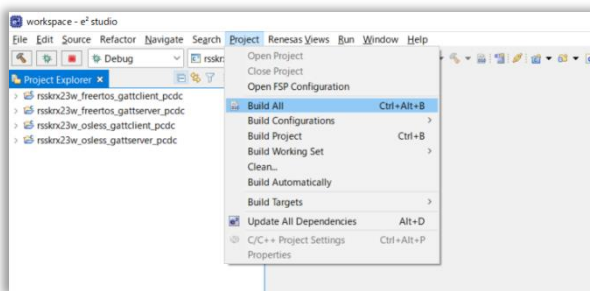 workspace - e² studio
File Edit Source Refactor Navigate Search Project Renesas Views Run Window Help
Debug
Project Explorer
rsskrx23w_freertos_gattclient_pcdc
rsskrx23w_freertos_gattserver_pcdc
rsskrx23w_osless_gattclient_pcdc
rsskrx23w_osless_gattserver_pcdc
Open Project
Close Project
Open FSP Configuration
Build All Ctrl+Alt+B
Build Configurations
Build Project Ctrl+B
Build Working Set
Clean...
Build Automatically
Build Targets
Update All Dependencies Alt+D
C/C++ Project Settings Ctrl+Alt+P
Properties